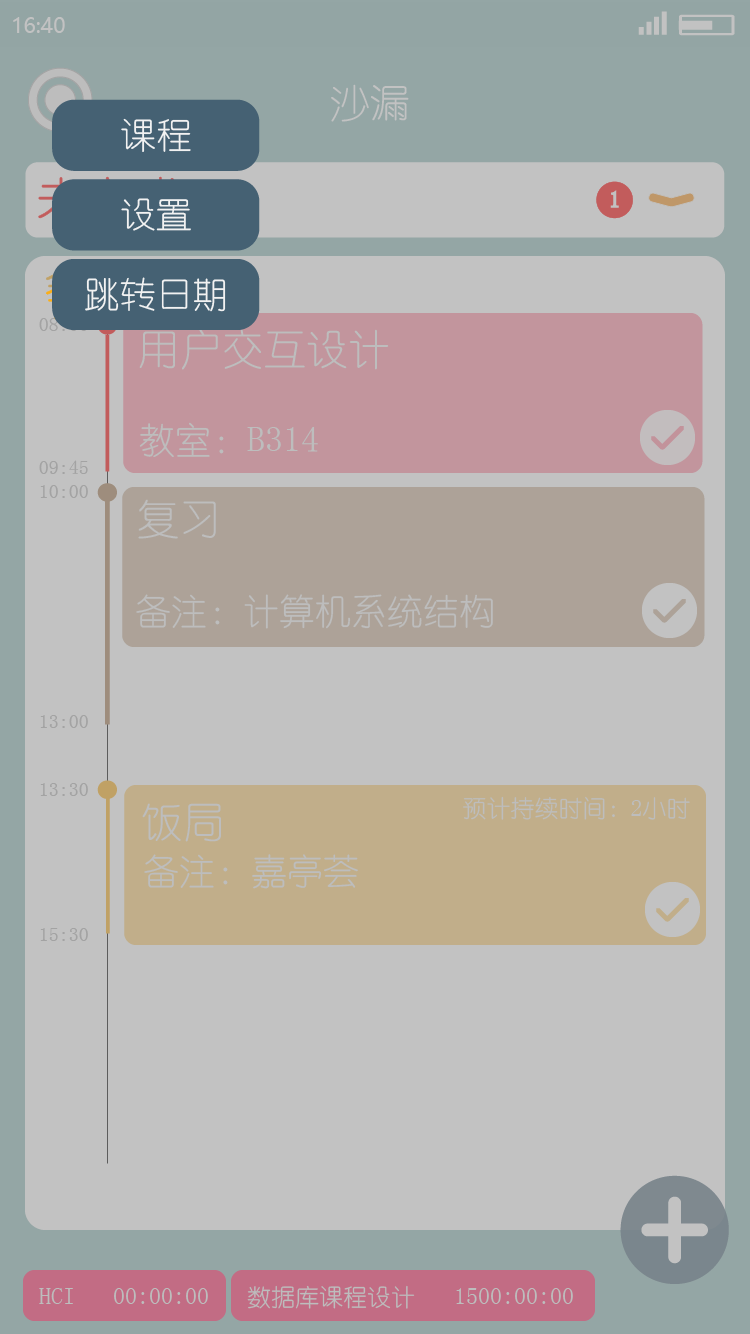 16:40
沙漏
课程
设置
1
跳转日期
用户交互设计
教室: B314
09:45
10:00
复习
备注: 计算机系统结构
13:00
13:30
饭局
预计持续时间: 2小时
备注: 嘉亭荟
15:30
HCI 00:00:00
数据库课程设计 1500:00:00